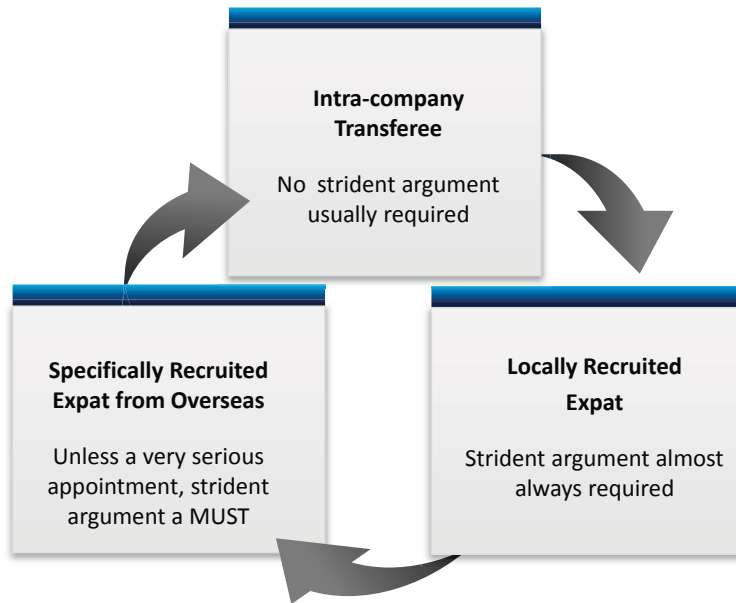 Intra-company
Transferee
No strident argument
usually required
Specifically Recruited
Expat from Overseas
Unless a very serious
appointment, strident
argument a MUST
Locally Recruited
Expat
Strident argument almost
always required